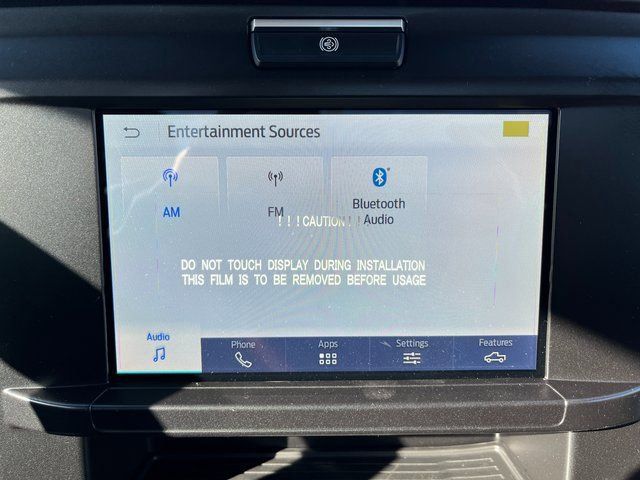 Entertainment Sources
AM
FM
Bluetooth
Audio
! ! ! CAUTION ! ! !
DO NOT TOUCH DISPLAY DURING INSTALLATION
THIS FILM IS TO BE REMOVED BEFORE USAGE
Audio
Phone
Apps
Settings
Features